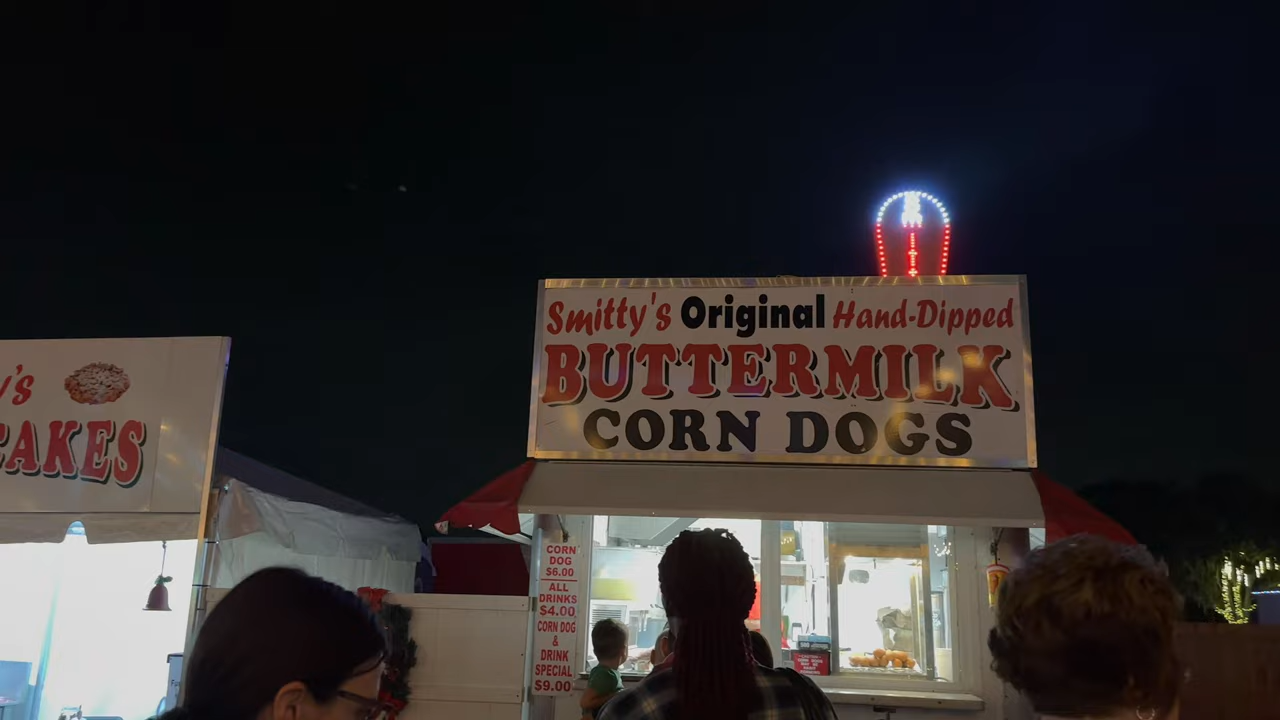 Smitty's Original Hand-Dipped
BUTTERMILK
CORN DOGS
y's
CAKES
CORN
DOG
$6.00
ALL
DRINKS
$4.00
CORN DOG
&
DRINK
SPECIAL
$9.00